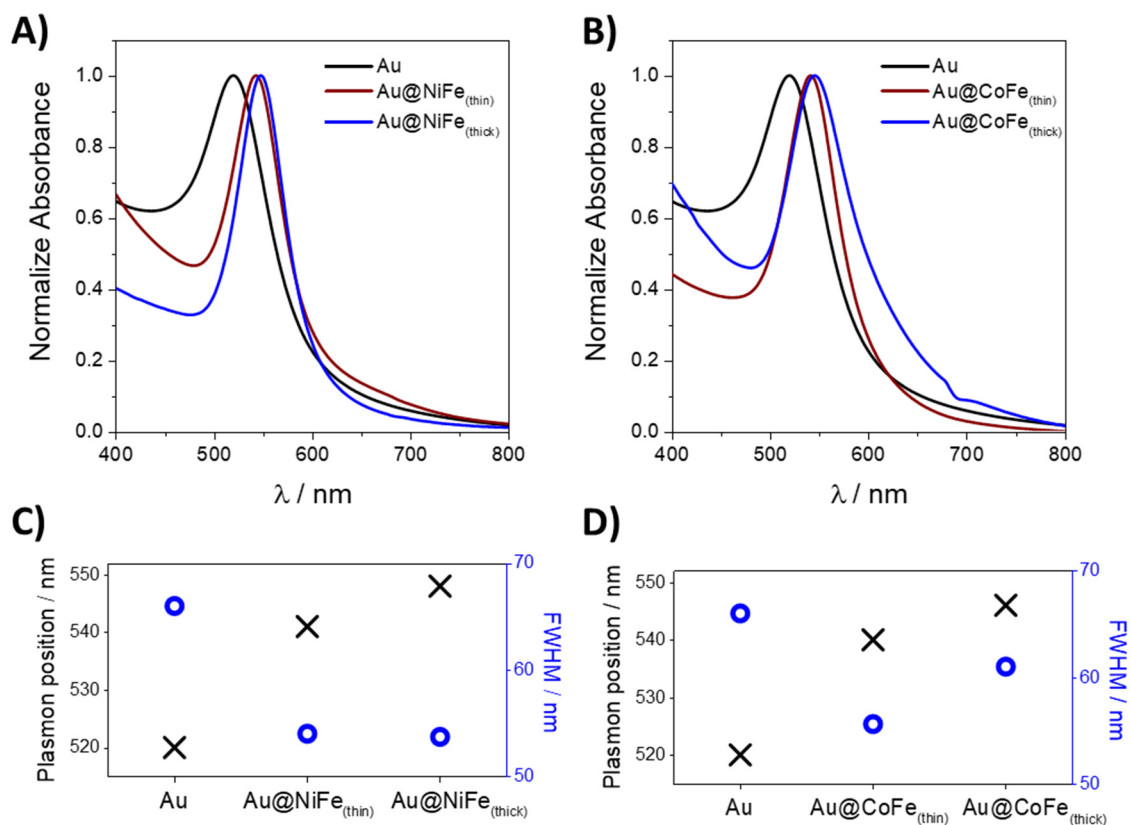 A)
Normalize Absorbance
1.0
0.8
0.6
0.4
0.2
0.0
Au
Au@NiFe(thin)
Au@NiFe(thick)
400 500 600 700 800
λ / nm
B)
Normalize Absorbance
1.0
0.8
0.6
0.4
0.2
0.0
Au
Au@CoFe(thin)
Au@CoFe(thick)
400 500 600 700 800
λ / nm
C)
Plasmon position / nm
550
540
530
520
70
60
50
FWHM / nm
Au Au@NiFe(thin) Au@NiFe(thick)
D)
Plasmon position / nm
550
540
530
520
70
60
50
FWHM / nm
Au Au@CoFe(thin) Au@CoFe(thick)